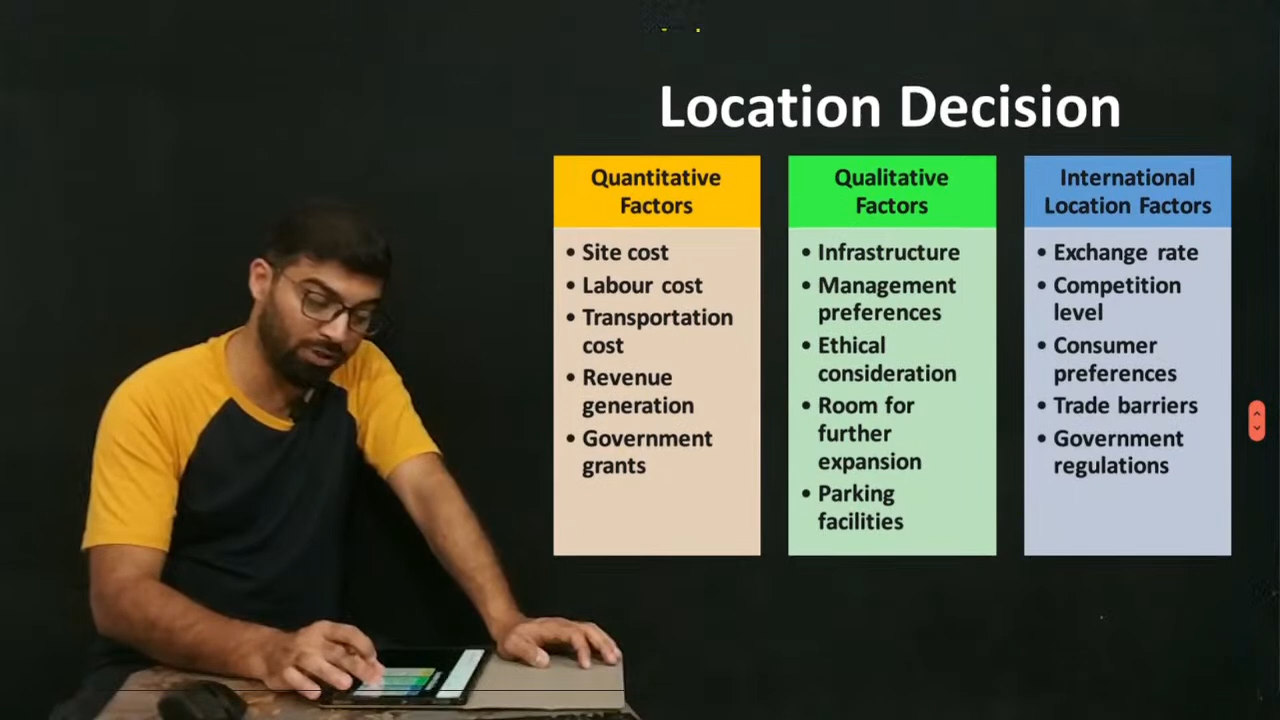 Location Decision
Quantitative
Factors
• Site cost
• Labour cost
• Transportation
cost
• Revenue
generation
• Government
grants
Qualitative
Factors
• Infrastructure
• Management
preferences
• Ethical
consideration
• Room for
further
expansion
• Parking
facilities
International
Location Factors
• Exchange rate
• Competition
level
• Consumer
preferences
• Trade barriers
• Government
regulations